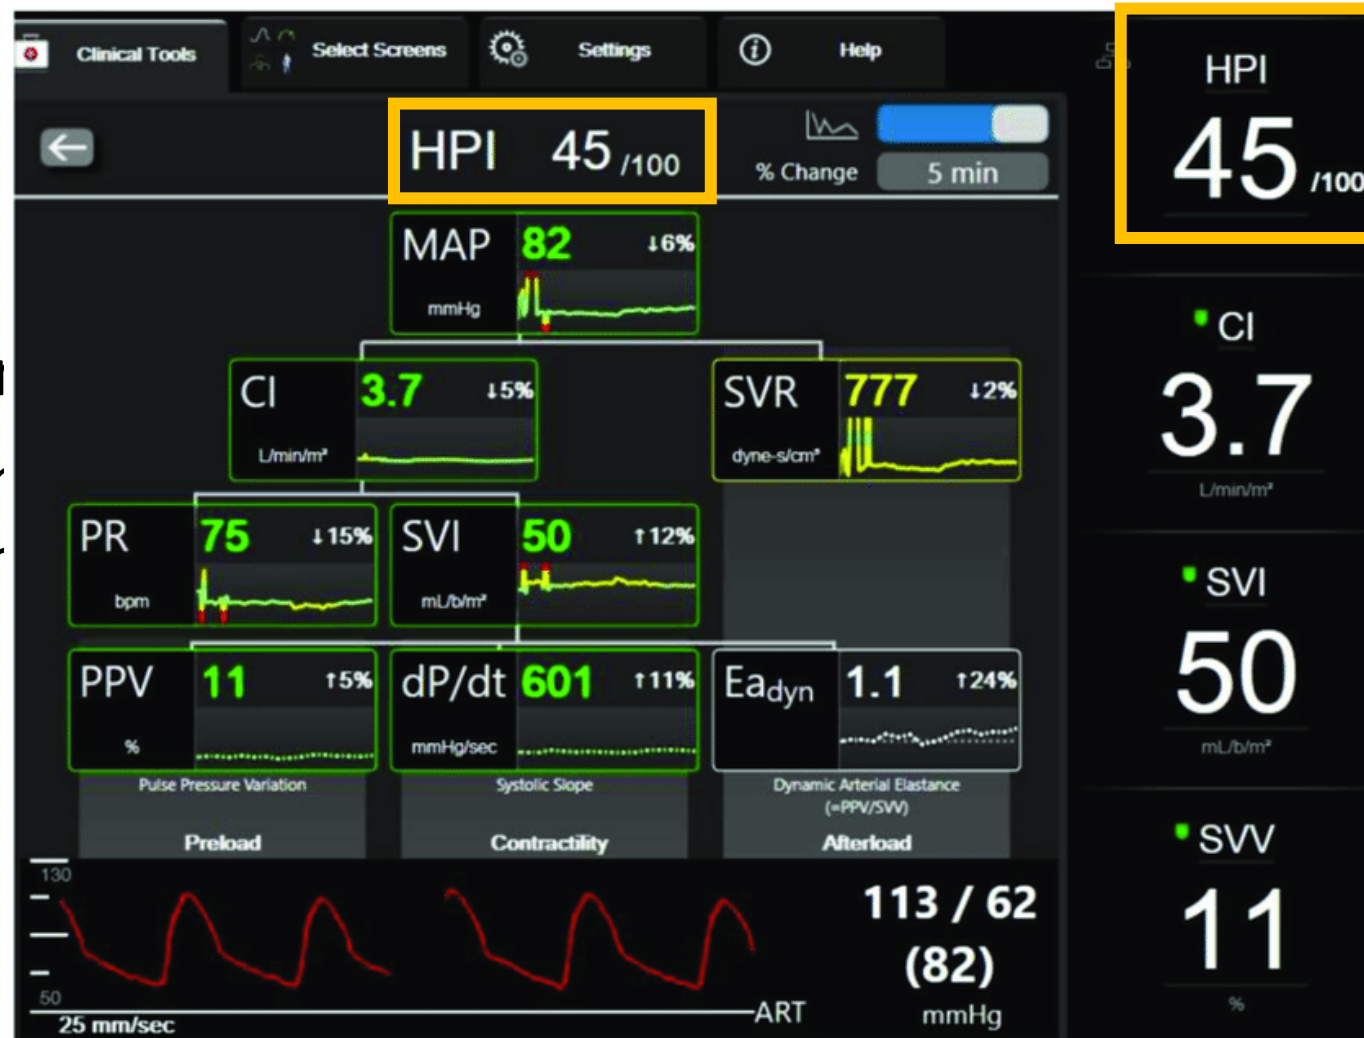 Clinical Tools
Select Screens
Settings
Help
HPI 45 /100
% Change 5 min
MAP 82 ↓6%
mmHg
CI 3.7 ↓5%
L/min/m²
SVR 777 ↓2%
dyne-s/cm⁵
PR 75 ↓15%
bpm
SVI 50 ↑12%
mL/b/m²
PPV 11 ↑5%
%
Pulse Pressure Variation
Preload
dP/dt 601 ↑11%
mmHg/sec
Systolic Slope
Contractility
Eadyn 1.1 ↑24%
Dynamic Arterial Elastance
(=PPV/SVV)
Afterload
130
50
25 mm/sec
ART
113 / 62
(82)
mmHg
HPI
45 /100
CI
3.7
L/min/m²
SVI
50
mL/b/m²
SVV
11
%